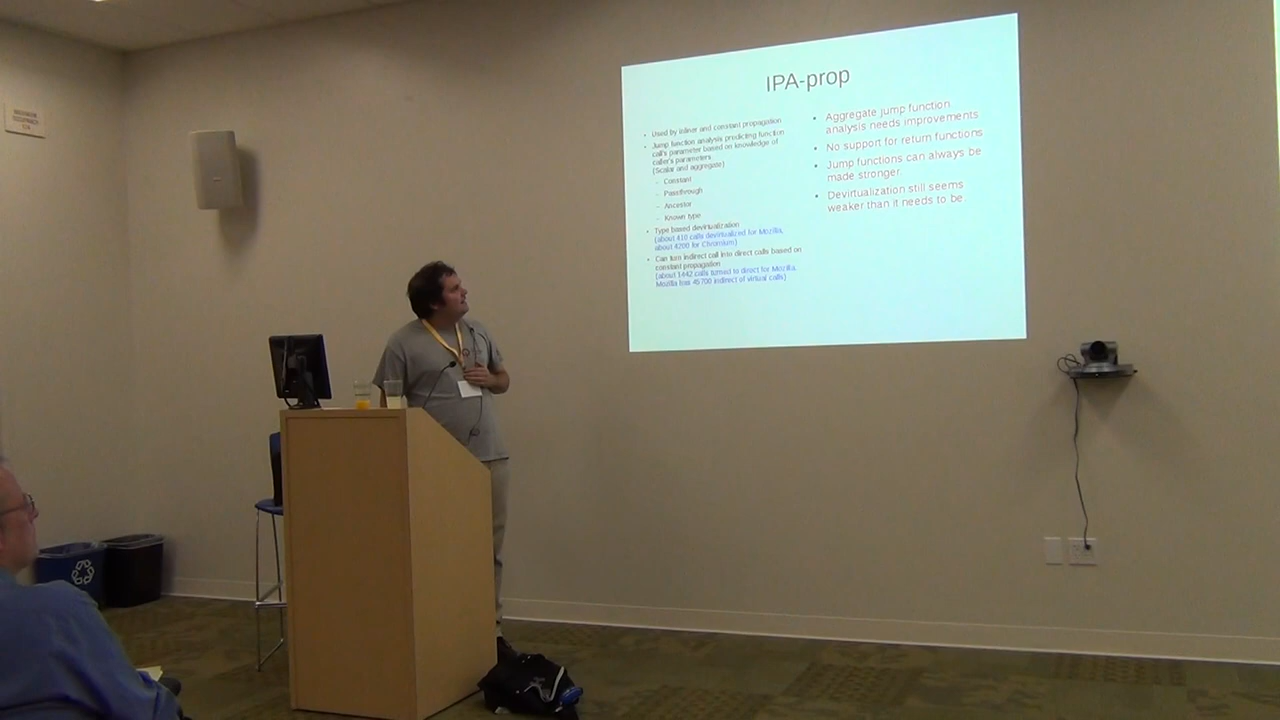 IPA-prop
Used by inliner and constant propagation
Jump function analysis predicting function
call's parameter based on knowledge of
caller's parameters
(Scalar and aggregate)
Constant
Passthrough
Ancestor
Known type
Type based devirtualization
(about 410 calls devirtualized for Mozilla,
about 4200 for Chromium)
Can turn indirect call into direct calls based on
constant propagation
(about 1442 calls turned to direct for Mozilla,
Mozilla has 45700 indirect of virtual calls)
Aggregate jump function
analysis needs improvements
No support for return functions
Jump functions can always be
made stronger.
Devirtualization still seems
weaker than it needs to be.